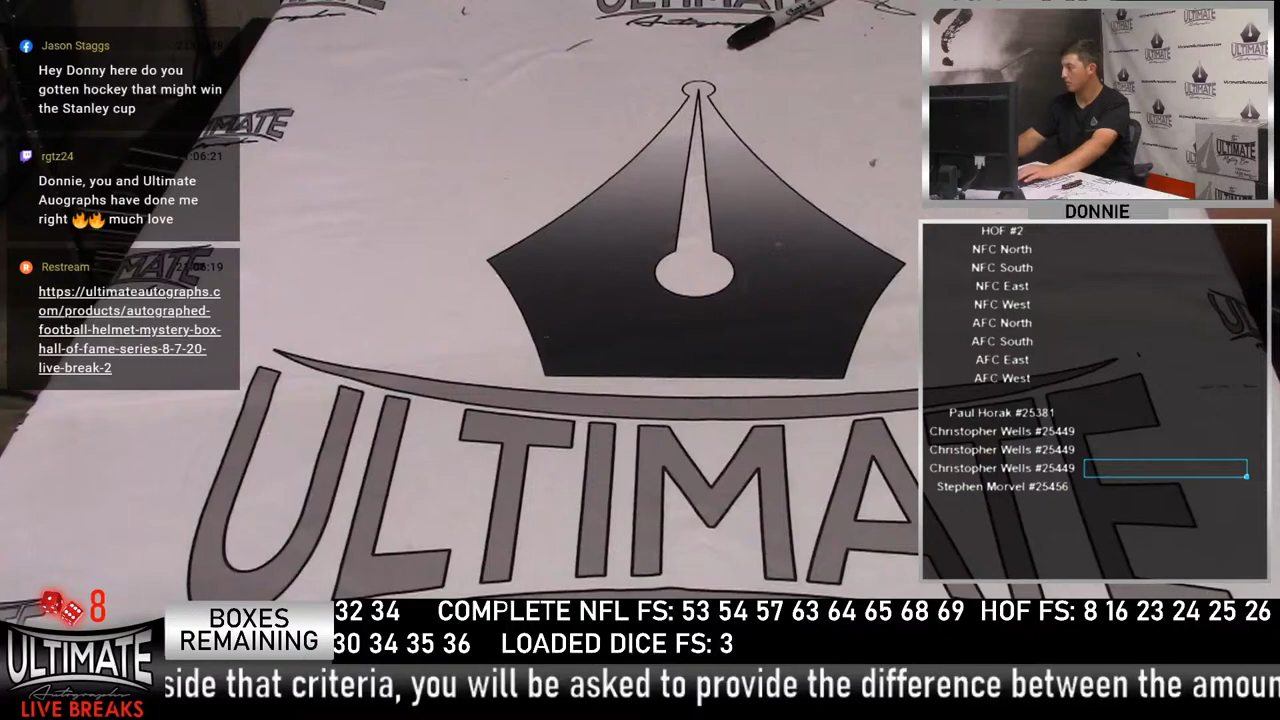 Jason Staggs
Hey Donny here do you
gotten hockey that might win
the Stanley cup
rgtz24
Donnie, you and Ultimate
Auographs have done me
right 🔥🔥 much love
Restream
https://ultimateautographs.c
om/products/autographed-
football-helmet-mystery-box-
hall-of-fame-series-8-7-20-
live-break-2
ULTIMATE
DONNIE
HOF #2
NFC North
NFC South
NFC East
NFC West
AFC North
AFC South
AFC East
AFC West
Paul Horak #25381
Christopher Wells #25449
Christopher Wells #25449
Christopher Wells #25449
Stephen Morvel #25456
8
ULTIMATE
Autographs
LIVE BREAKS
BOXES
REMAINING
32 34 COMPLETE NFL FS: 53 54 57 63 64 65 68 69 HOF FS: 8 16 23 24 25 26
30 34 35 36 LOADED DICE FS: 3
side that criteria, you will be asked to provide the difference between the amoun